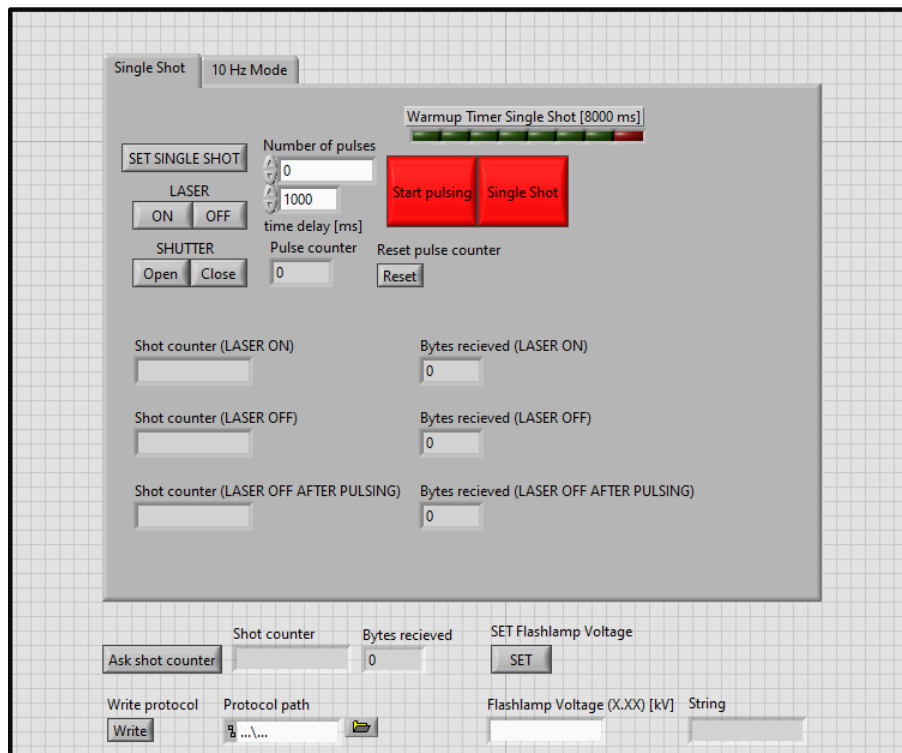 Single Shot
10 Hz Mode
Warmup Timer Single Shot [8000 ms]
SET SINGLE SHOT
Number of pulses
0
Start pulsing
Single Shot
LASER
1000
ON
OFF
time delay [ms]
SHUTTER
Pulse counter
Reset pulse counter
Open
Close
0
Reset
Shot counter (LASER ON)
Bytes recieved (LASER ON)
0
Shot counter (LASER OFF)
Bytes recieved (LASER OFF)
0
Shot counter (LASER OFF AFTER PULSING)
Bytes recieved (LASER OFF AFTER PULSING)
0
Shot counter
Bytes recieved
SET Flashlamp Voltage
Ask shot counter
0
SET
Write protocol
Protocol path
Flashlamp Voltage (X.XX) [kV]
String
Write
...\...